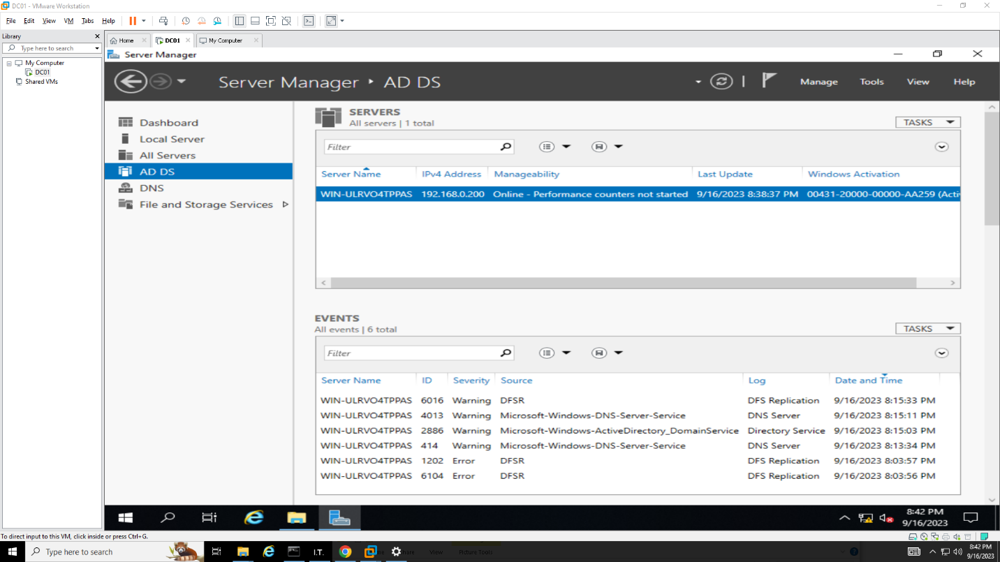 DC01 - VMware Workstation
File Edit View VM Tabs Help
Library
Type here to search
My Computer
DC01
Shared VMs
Home DC01 My Computer
Server Manager
Server Manager AD DS
Manage Tools View Help
Dashboard
Local Server
All Servers
AD DS
DNS
File and Storage Services
SERVERS
All servers | 1 total
TASKS
Filter
Server Name IPv4 Address Manageability Last Update Windows Activation
WIN-ULRVO4TPPAS 192.168.0.200 Online - Performance counters not started 9/16/2023 8:38:37 PM 00431-20000-00000-AA259 (Acti
EVENTS
All events | 6 total
TASKS
Filter
Server Name ID Severity Source Log Date and Time
WIN-ULRVO4TPPAS 6016 Warning DFSR DFS Replication 9/16/2023 8:15:33 PM
WIN-ULRVO4TPPAS 4013 Warning Microsoft-Windows-DNS-Server-Service DNS Server 9/16/2023 8:15:11 PM
WIN-ULRVO4TPPAS 2886 Warning Microsoft-Windows-ActiveDirectory_DomainService Directory Service 9/16/2023 8:15:03 PM
WIN-ULRVO4TPPAS 414 Warning Microsoft-Windows-DNS-Server-Service DNS Server 9/16/2023 8:13:34 PM
WIN-ULRVO4TPPAS 1202 Error DFSR DFS Replication 9/16/2023 8:03:57 PM
WIN-ULRVO4TPPAS 6104 Error DFSR DFS Replication 9/16/2023 8:03:56 PM
8:42 PM
9/16/2023
To direct input to this VM, click inside or press Ctrl+G.
Type here to search
I.T.
View Picture Tools
8:42 PM
9/16/2023